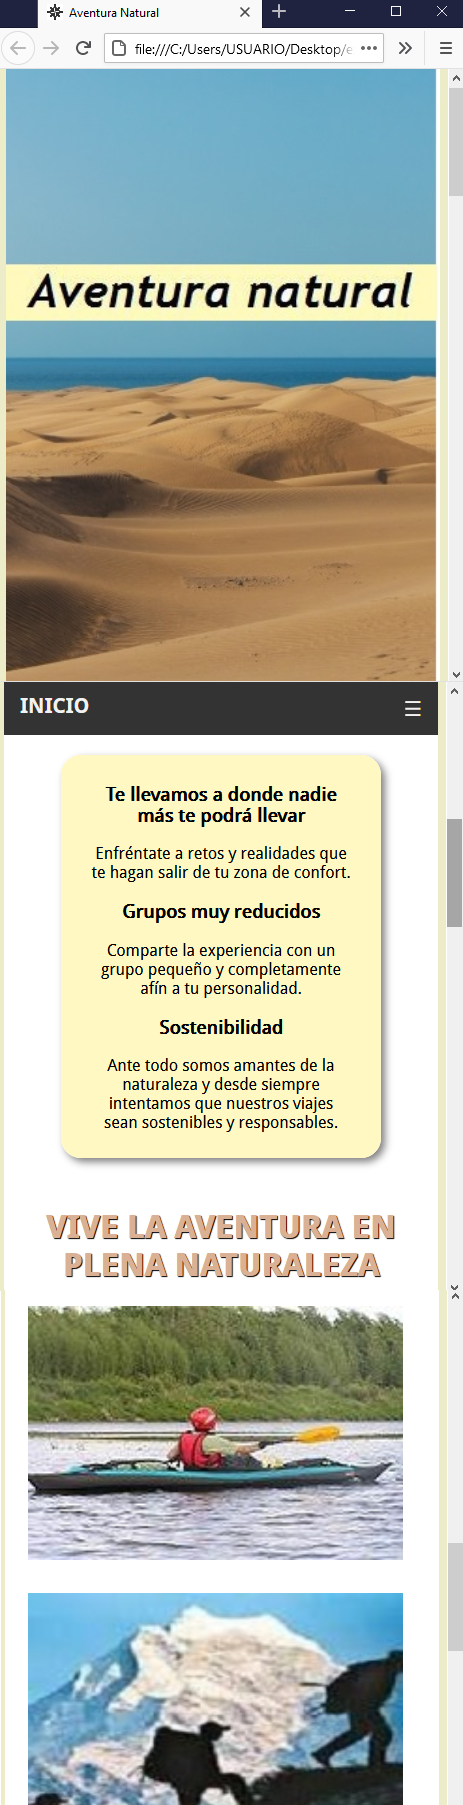 Aventura Natural
file:///C:/Users/USUARIO/Desktop/e
Aventura natural
INICIO
Te llevamos a donde nadie
más te podrá llevar
Enfréntate a retos y realidades que
te hagan salir de tu zona de confort.
Grupos muy reducidos
Comparte la experiencia con un
grupo pequeño y completamente
afín a tu personalidad.
Sostenibilidad
Ante todo somos amantes de la
naturaleza y desde siempre
intentamos que nuestros viajes
sean sostenibles y responsables.
VIVE LA AVENTURA EN
PLENA NATURALEZA